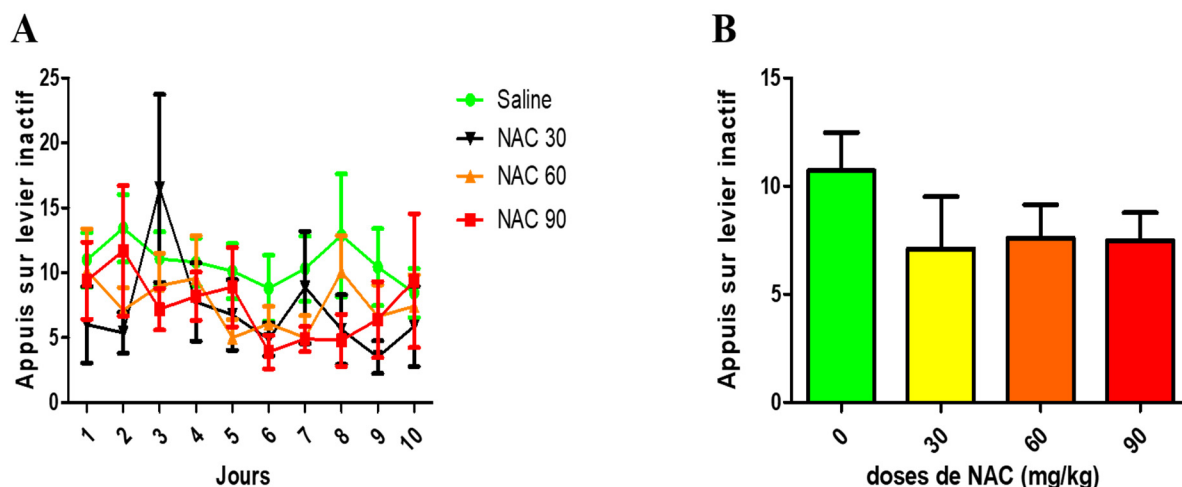 A
Appuis sur levier inactif
25
20
15
10
5
0
1 2 3 4 5 6 7 8 9 10
Jours
Saline
NAC 30
NAC 60
NAC 90
B
Appuis sur levier inactif
15
10
5
0
0 30 60 90
doses de NAC (mg/kg)